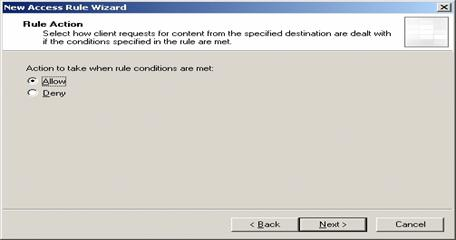 New Access Rule Wizard
Rule Action
Select how client requests for content from the specified destination are dealt with
if the conditions specified in the rule are met.
Action to take when rule conditions are met:
Allow
Deny
< Back
Next >
Cancel